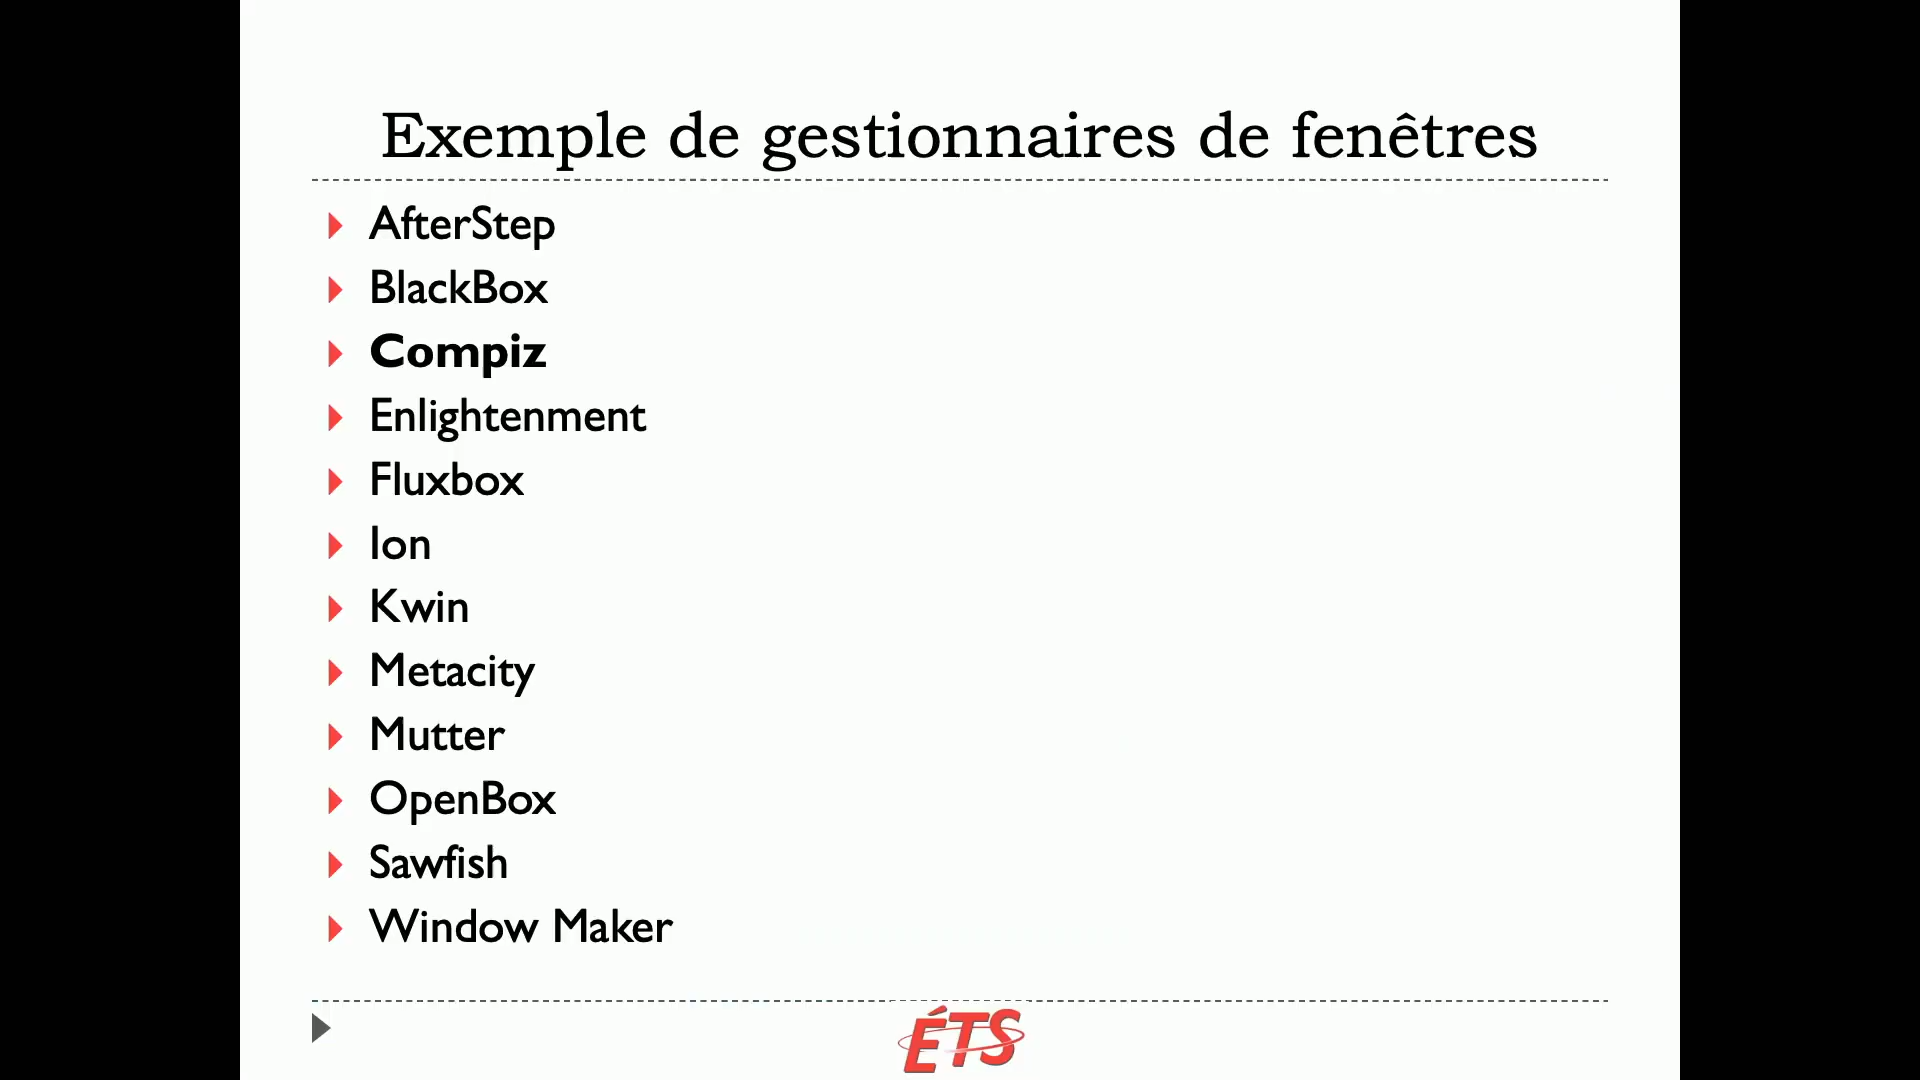 Exemple de gestionnaires de fenêtres
AfterStep
BlackBox
Compiz
Enlightenment
Fluxbox
Ion
Kwin
Metacity
Mutter
OpenBox
Sawfish
Window Maker
ÉTS